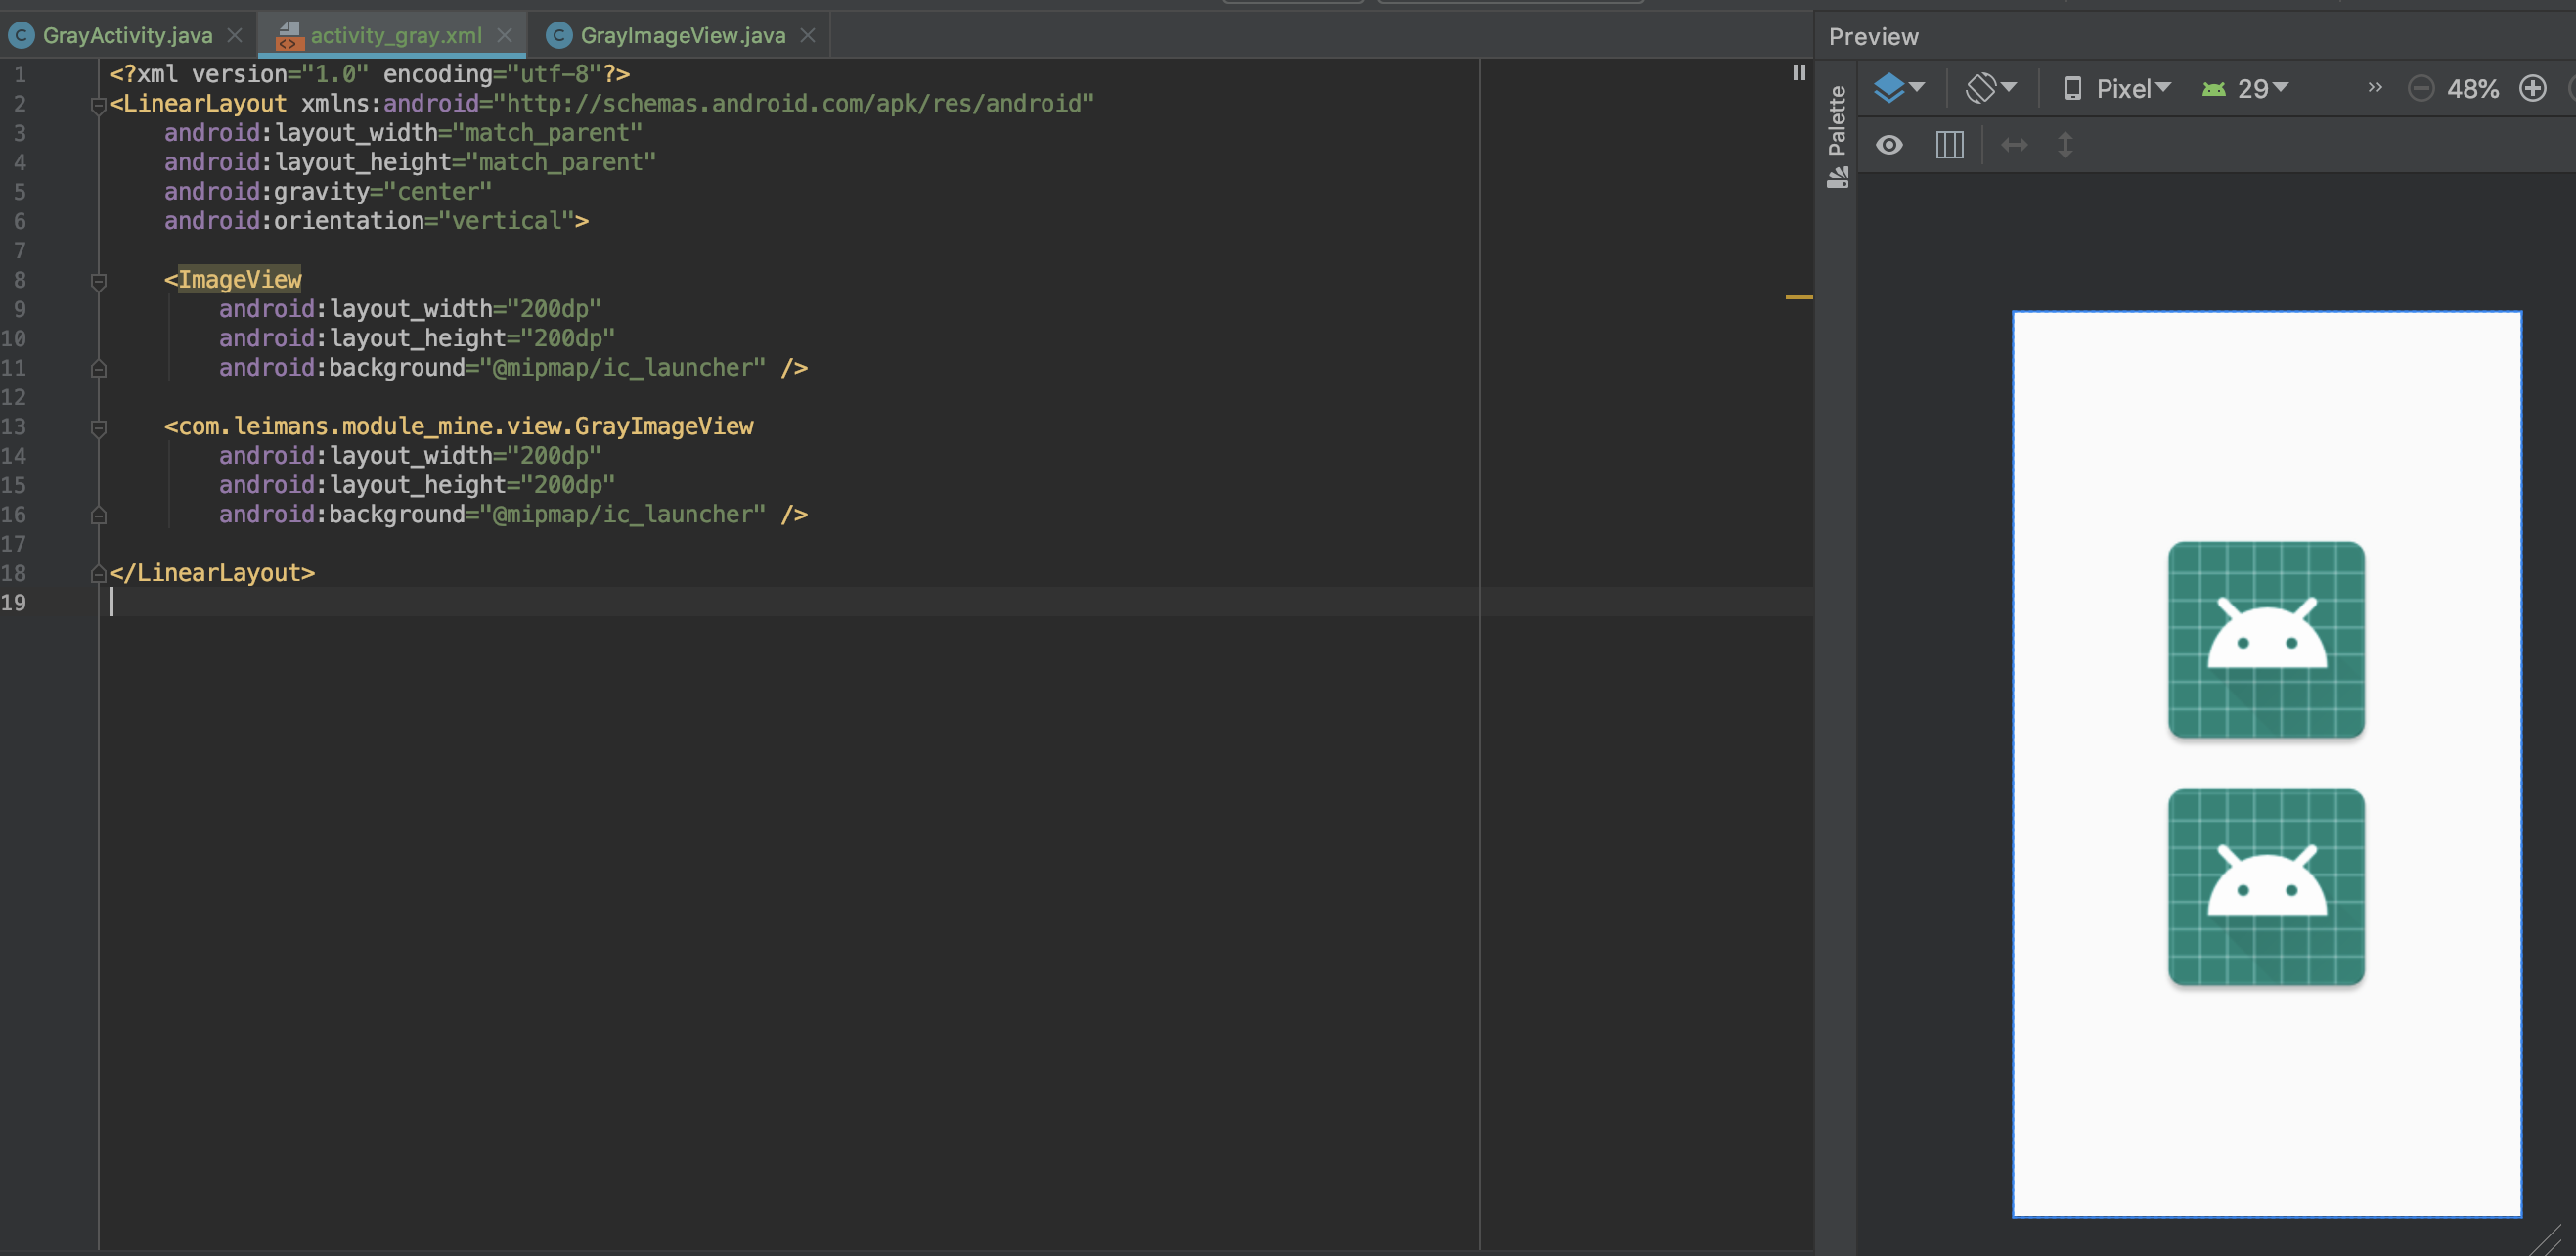 GrayActivity.java activity_gray.xml GrayImageView.java
Preview
Palette
Pixel 29 48%
1 <?xml version="1.0" encoding="utf-8"?>
2 <LinearLayout xmlns:android="http://schemas.android.com/apk/res/android"
3     android:layout_width="match_parent"
4     android:layout_height="match_parent"
5     android:gravity="center"
6     android:orientation="vertical">
7
8     <ImageView
9         android:layout_width="200dp"
10         android:layout_height="200dp"
11         android:background="@mipmap/ic_launcher" />
12
13     <com.leimans.module_mine.view.GrayImageView
14         android:layout_width="200dp"
15         android:layout_height="200dp"
16         android:background="@mipmap/ic_launcher" />
17
18 </LinearLayout>
19